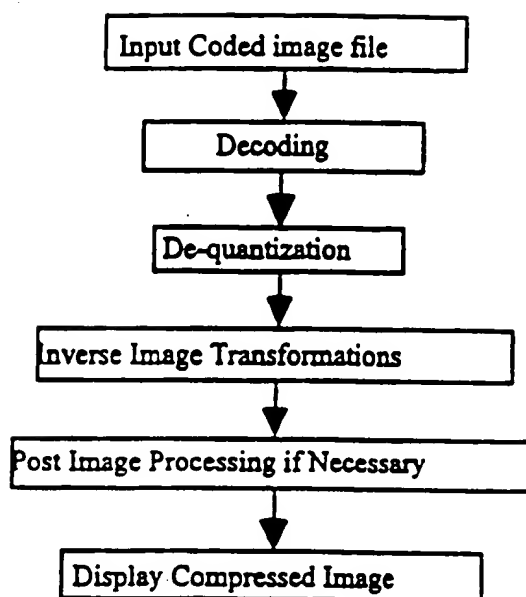 Input Coded image file
Decoding
De-quantization
Inverse Image Transformations
Post Image Processing if Necessary
Display Compressed Image